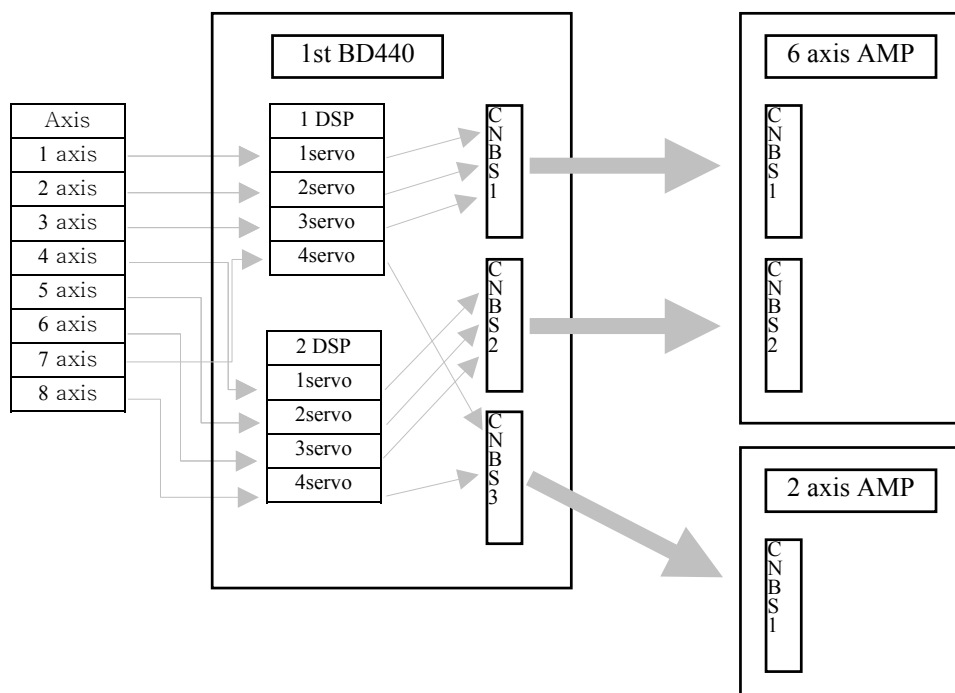 1st BD440
6 axis AMP
Axis
1 axis
2 axis
3 axis
4 axis
5 axis
6 axis
7 axis
8 axis
1 DSP
1servo
2servo
3servo
4servo
2 DSP
1servo
2servo
3servo
4servo
CNBS1
CNBS2
CNBS3
CNBS1
CNBS2
2 axis AMP
CNBS1